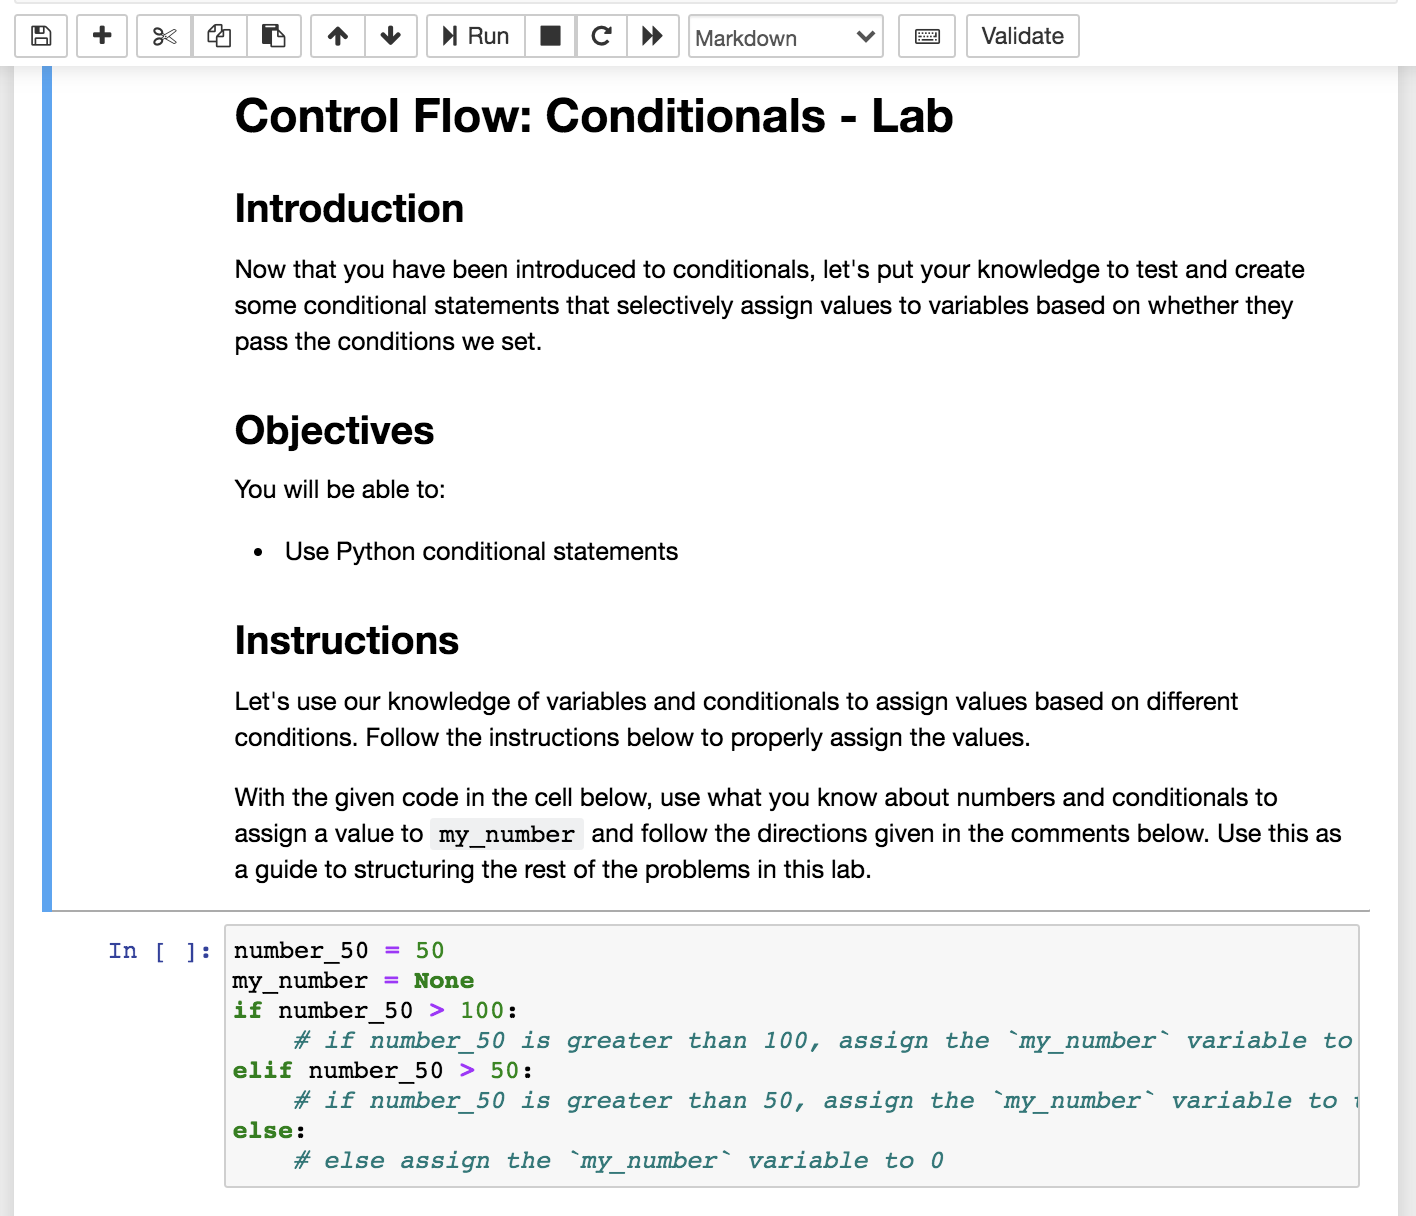 Run
Markdown
Validate
Control Flow: Conditionals - Lab
Introduction
Now that you have been introduced to conditionals, let's put your knowledge to test and create
some conditional statements that selectively assign values to variables based on whether they
pass the conditions we set.
Objectives
You will be able to:
• Use Python conditional statements
Instructions
Let's use our knowledge of variables and conditionals to assign values based on different
conditions. Follow the instructions below to properly assign the values.
With the given code in the cell below, use what you know about numbers and conditionals to
assign a value to my_number and follow the directions given in the comments below. Use this as
a guide to structuring the rest of the problems in this lab.
In [ ]:
number_50 = 50
my_number = None
if number_50 > 100:
    # if number_50 is greater than 100, assign the `my_number` variable to
elif number_50 > 50:
    # if number_50 is greater than 50, assign the `my_number` variable to
else:
    # else assign the `my_number` variable to 0